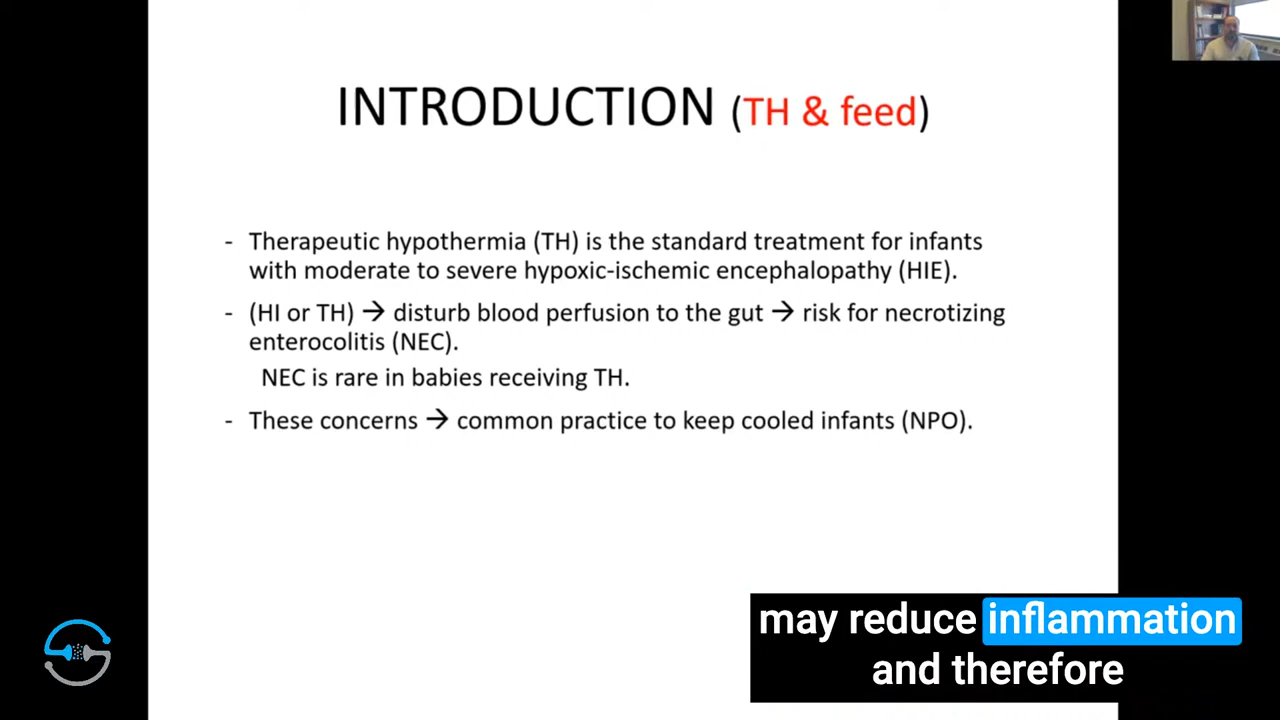 INTRODUCTION (TH & feed)
- Therapeutic hypothermia (TH) is the standard treatment for infants
with moderate to severe hypoxic-ischemic encephalopathy (HIE).
- (HI or TH) → disturb blood perfusion to the gut → risk for necrotizing
enterocolitis (NEC).
NEC is rare in babies receiving TH.
- These concerns → common practice to keep cooled infants (NPO).
may reduce inflammation
and therefore